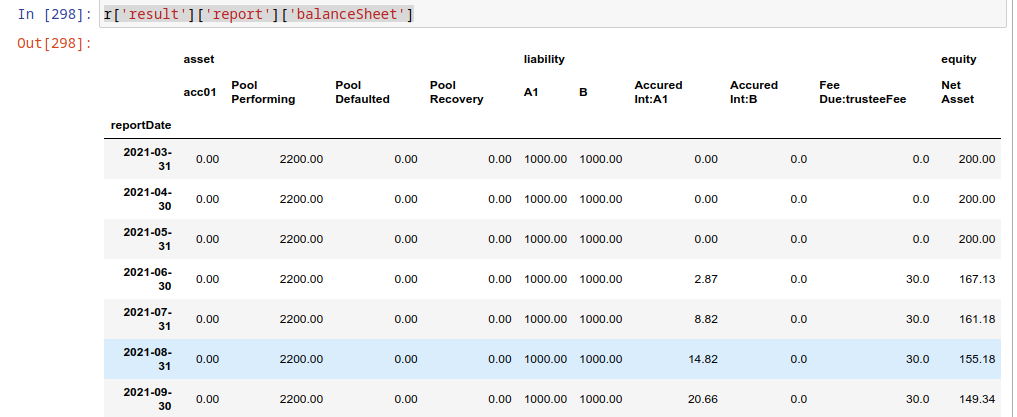 In [298]: r['result']['report']['balanceSheet']
Out[298]:
asset liability equity
acc01 Pool Performing Pool Defaulted Pool Recovery A1 B Accured Int:A1 Accured Int:B Fee Due:trusteeFee Net Asset
reportDate
2021-03-31 0.00 2200.00 0.00 0.00 1000.00 1000.00 0.00 0.0 0.0 200.00
2021-04-30 0.00 2200.00 0.00 0.00 1000.00 1000.00 0.00 0.0 0.0 200.00
2021-05-31 0.00 2200.00 0.00 0.00 1000.00 1000.00 0.00 0.0 0.0 200.00
2021-06-30 0.00 2200.00 0.00 0.00 1000.00 1000.00 2.87 0.0 30.0 167.13
2021-07-31 0.00 2200.00 0.00 0.00 1000.00 1000.00 8.82 0.0 30.0 161.18
2021-08-31 0.00 2200.00 0.00 0.00 1000.00 1000.00 14.82 0.0 30.0 155.18
2021-09-30 0.00 2200.00 0.00 0.00 1000.00 1000.00 20.66 0.0 30.0 149.34